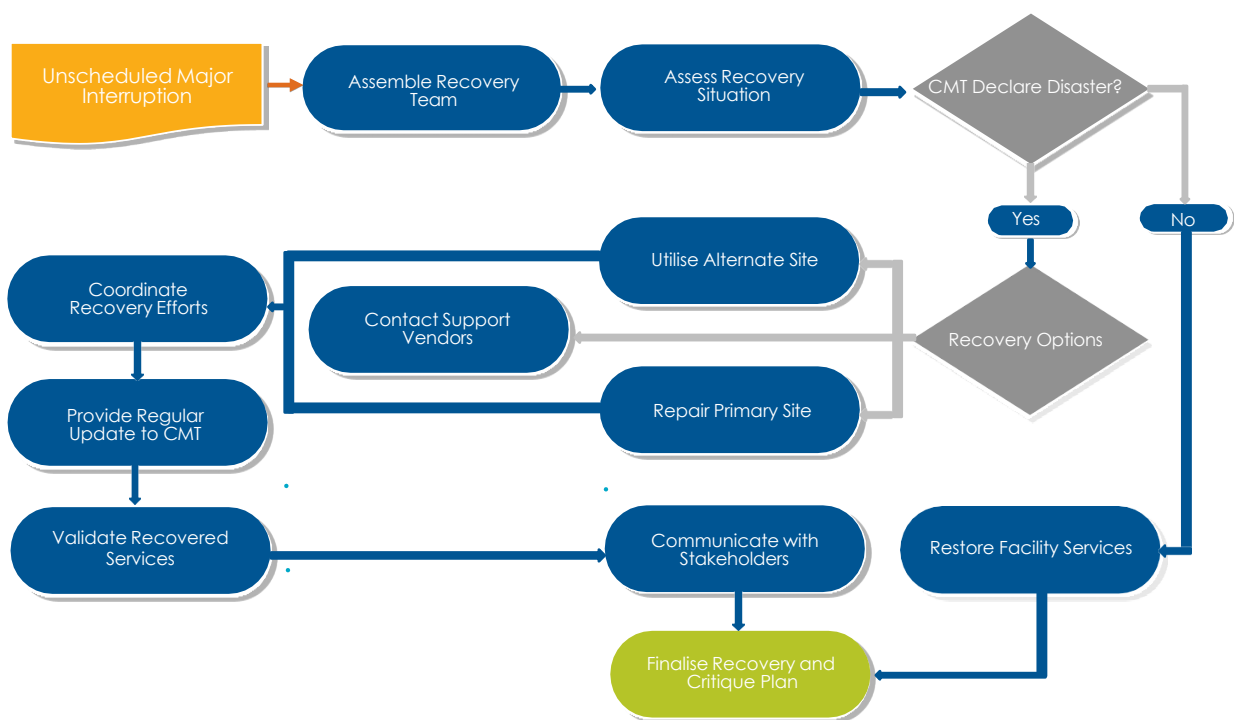 Unscheduled Major
Interruption
Assemble Recovery
Team
Assess Recovery
Situation
CMT Declare Disaster?
Yes
No
Utilise Alternate Site
Coordinate
Recovery Efforts
Contact Support
Vendors
Recovery Options
Repair Primary Site
Provide Regular
Update to CMT
Validate Recovered
Services
Communicate with
Stakeholders
Restore Facility Services
Finalise Recovery and
Critique Plan